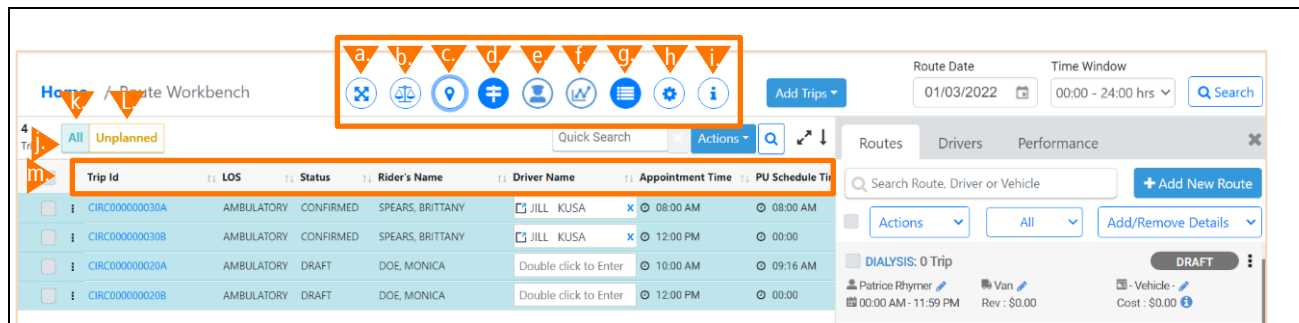 a. b. c. d. e. f. g. h. i.
Route Date Time Window
k. L.
Home / Route Workbench Add Trips 01/03/2022 00:00 - 24:00 hrs Search
4
j. All Unplanned Quick Search x Actions Routes Drivers Performance
m. Trip Id LOS Status Rider's Name Driver Name Appointment Time PU Schedule Tir
Search Route, Driver or Vehicle + Add New Route
CIRC000000030A AMBULATORY CONFIRMED SPEARS, BRITTANY JILL KUSA x 08:00 AM 08:00 AM
Actions All Add/Remove Details
CIRC000000030B AMBULATORY CONFIRMED SPEARS, BRITTANY JILL KUSA x 12:00 PM 00:00
CIRC000000020A AMBULATORY DRAFT DOE, MONICA Double click to Enter 10:00 AM 09:16 AM
DIALYSIS: 0 Trip DRAFT
CIRC000000020B AMBULATORY DRAFT DOE, MONICA Double click to Enter 12:00 PM 00:00
Patrice Rhymer Van - Vehicle -
00:00 AM - 11:59 PM Rev : $0.00 Cost : $0.00